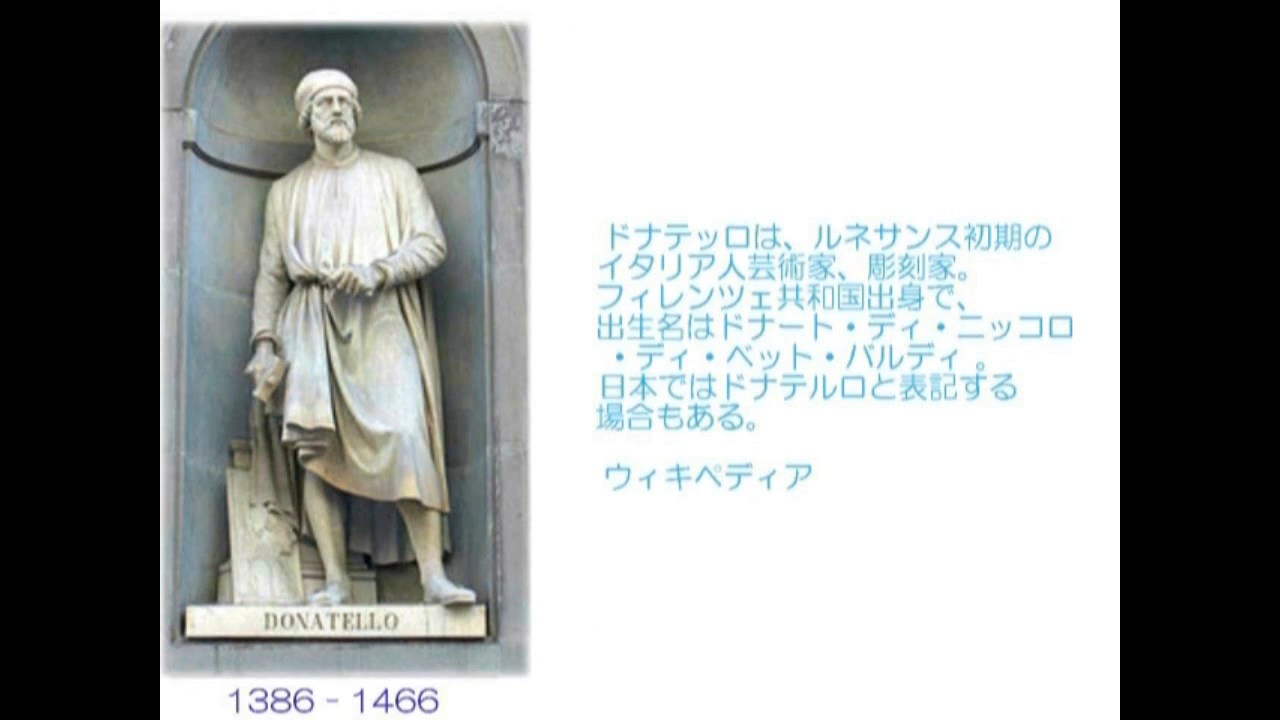 DONATELLO
1386 - 1466
ドナテッロは、ルネサンス初期の
イタリア人芸術家、彫刻家。
フィレンツェ共和国出身で、
出生名はドナート・ディ・ニッコロ
・ディ・ベット・バルディ 。
日本ではドナテルロと表記する
場合もある。
ウィキペディア